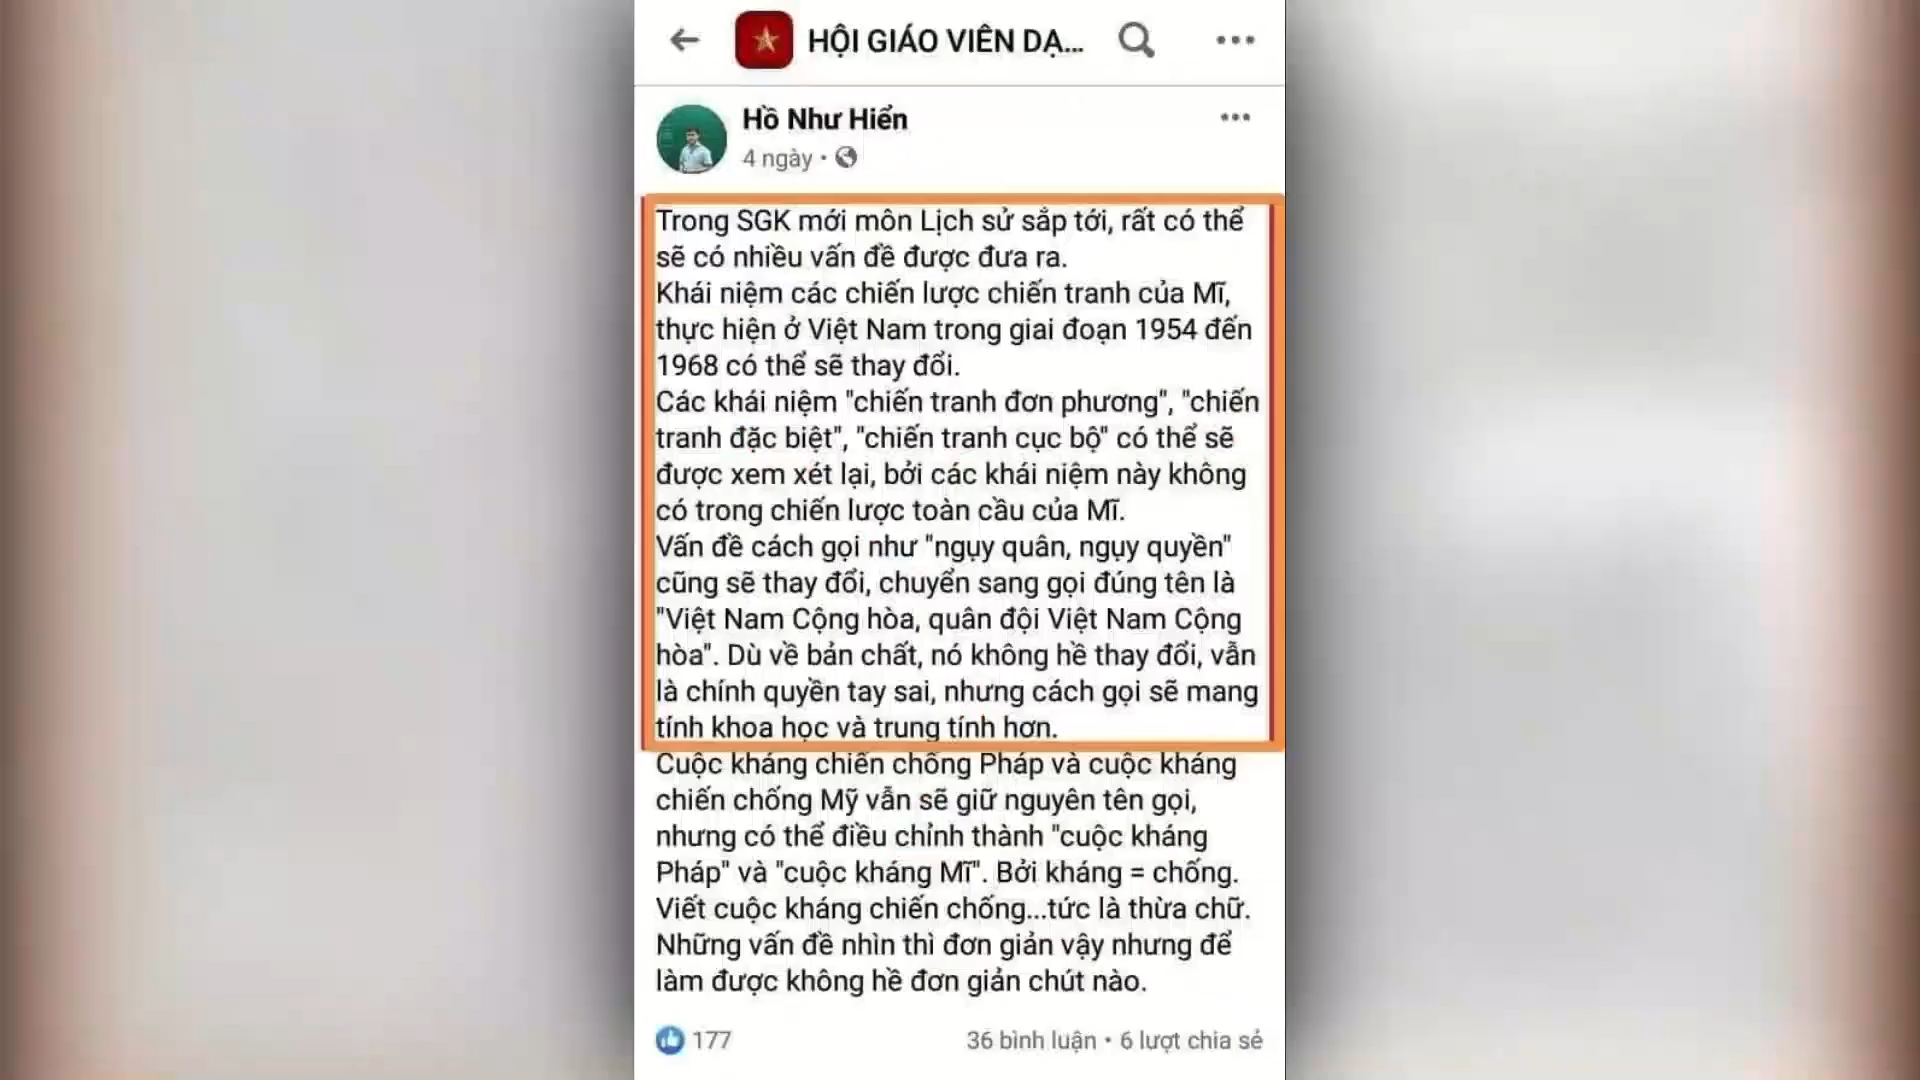 HỘI GIÁO VIÊN DẠ...
Hồ Như Hiển
4 ngày
Trong SGK mới môn Lịch sử sắp tới, rất có thể
sẽ có nhiều vấn đề được đưa ra.
Khái niệm các chiến lược chiến tranh của Mĩ,
thực hiện ở Việt Nam trong giai đoạn 1954 đến
1968 có thể sẽ thay đổi.
Các khái niệm "chiến tranh đơn phương", "chiến
tranh đặc biệt", "chiến tranh cục bộ" có thể sẽ
được xem xét lại, bởi các khái niệm này không
có trong chiến lược toàn cầu của Mĩ.
Vấn đề cách gọi như "ngụy quân, ngụy quyền"
cũng sẽ thay đổi, chuyển sang gọi đúng tên là
"Việt Nam Cộng hòa, quân đội Việt Nam Cộng
hòa". Dù về bản chất, nó không hề thay đổi, vẫn
là chính quyền tay sai, nhưng cách gọi sẽ mang
tính khoa học và trung tính hơn.
Cuộc kháng chiến chống Pháp và cuộc kháng
chiến chống Mỹ vẫn sẽ giữ nguyên tên gọi,
nhưng có thể điều chỉnh thành "cuộc kháng
Pháp" và "cuộc kháng Mĩ". Bởi kháng = chống.
Viết cuộc kháng chiến chống...tức là thừa chữ.
Những vấn đề nhìn thì đơn giản vậy nhưng để
làm được không hề đơn giản chút nào.
177
36 bình luận • 6 lượt chia sẻ